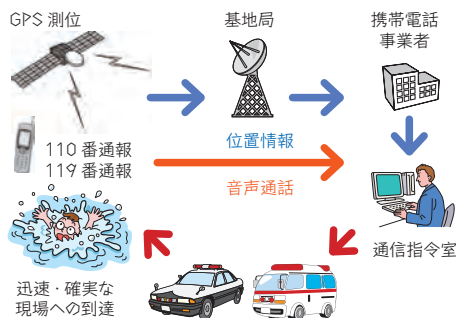 GPS 測位
基地局
携帯電話
事業者
110 番通報
119 番通報
位置情報
音声通話
通信指令室
迅速・確実な
現場への到達